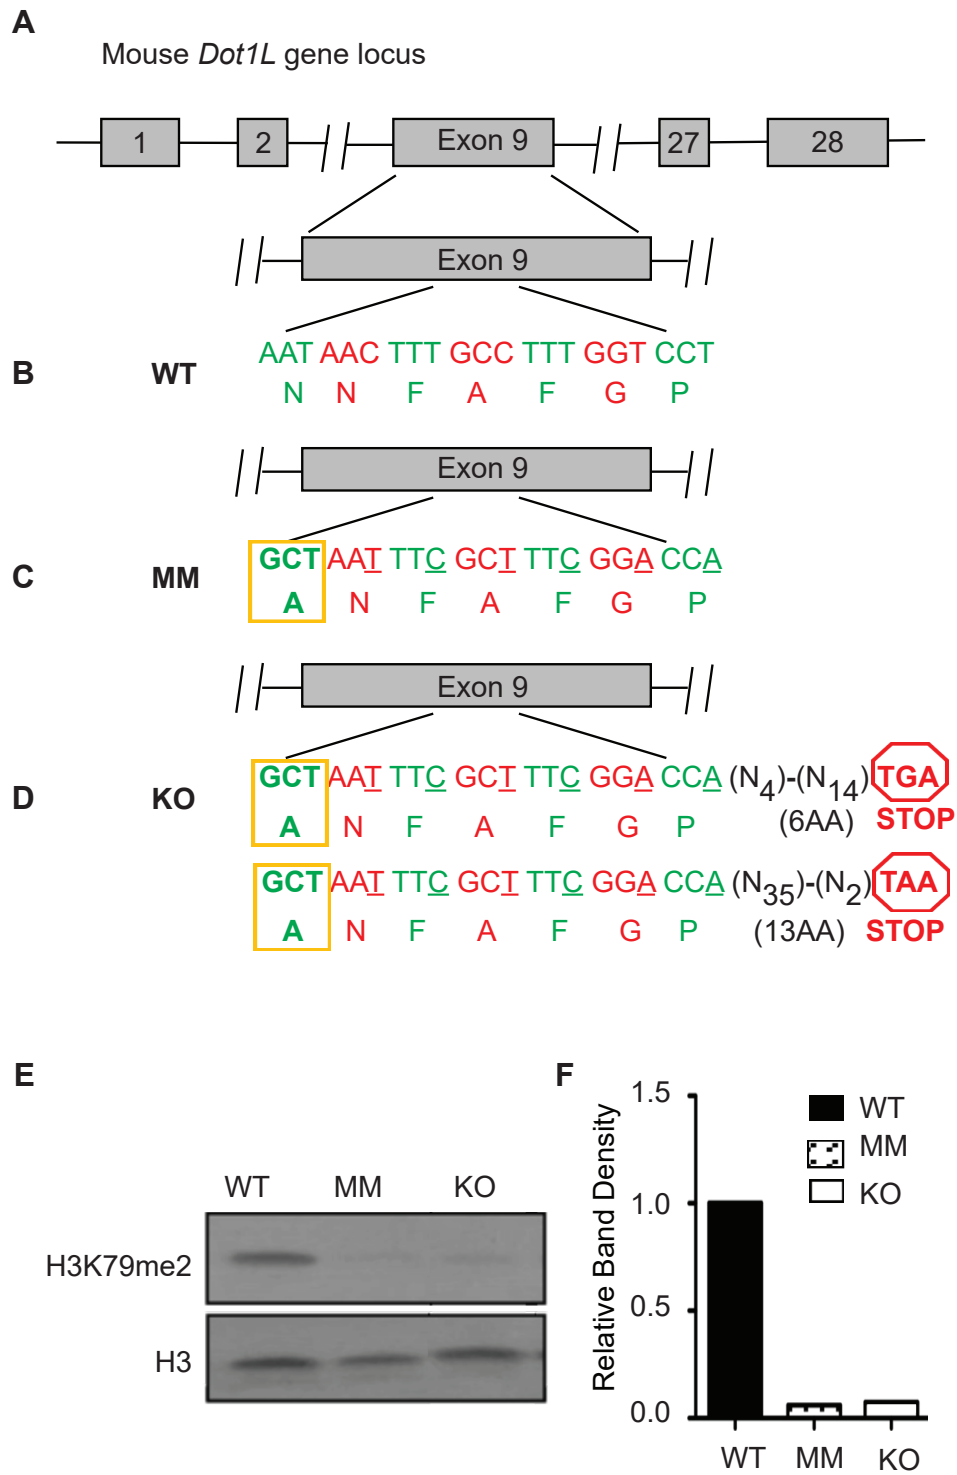 A
Mouse Dot1L gene locus
1 2 Exon 9 27 28
Exon 9
AAT AAC TTT GCC TTT GGT CCT
B WT
N N F A F G P
Exon 9
GCT AAT TTC GCT TTC GGA CCA
C MM
A N F A F G P
Exon 9
GCT AAT TTC GCT TTC GGA CCA (N4)-(N14) TGA
D KO
A N F A F G P (6AA) STOP
GCT AAT TTC GCT TTC GGA CCA (N35)-(N2) TAA
A N F A F G P (13AA) STOP
E
WT MM KO
H3K79me2
H3
F
Relative Band Density
1.5
1.0
0.5
0.0
WT
MM
KO
WT MM KO